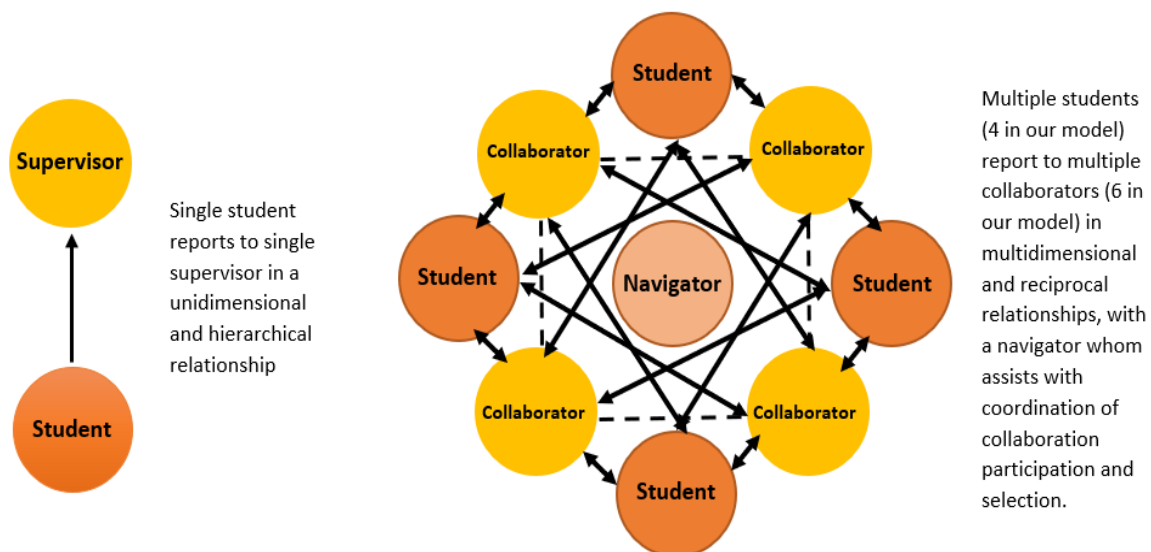 Supervisor
Student
Single student
reports to single
supervisor in a
unidimensional
and hierarchical
relationship
Student
Collaborator
Collaborator
Student
Navigator
Student
Collaborator
Collaborator
Student
Multiple students
(4 in our model)
report to multiple
collaborators (6 in
our model) in
multidimensional
and reciprocal
relationships, with
a navigator whom
assists with
coordination of
collaboration
participation and
selection.